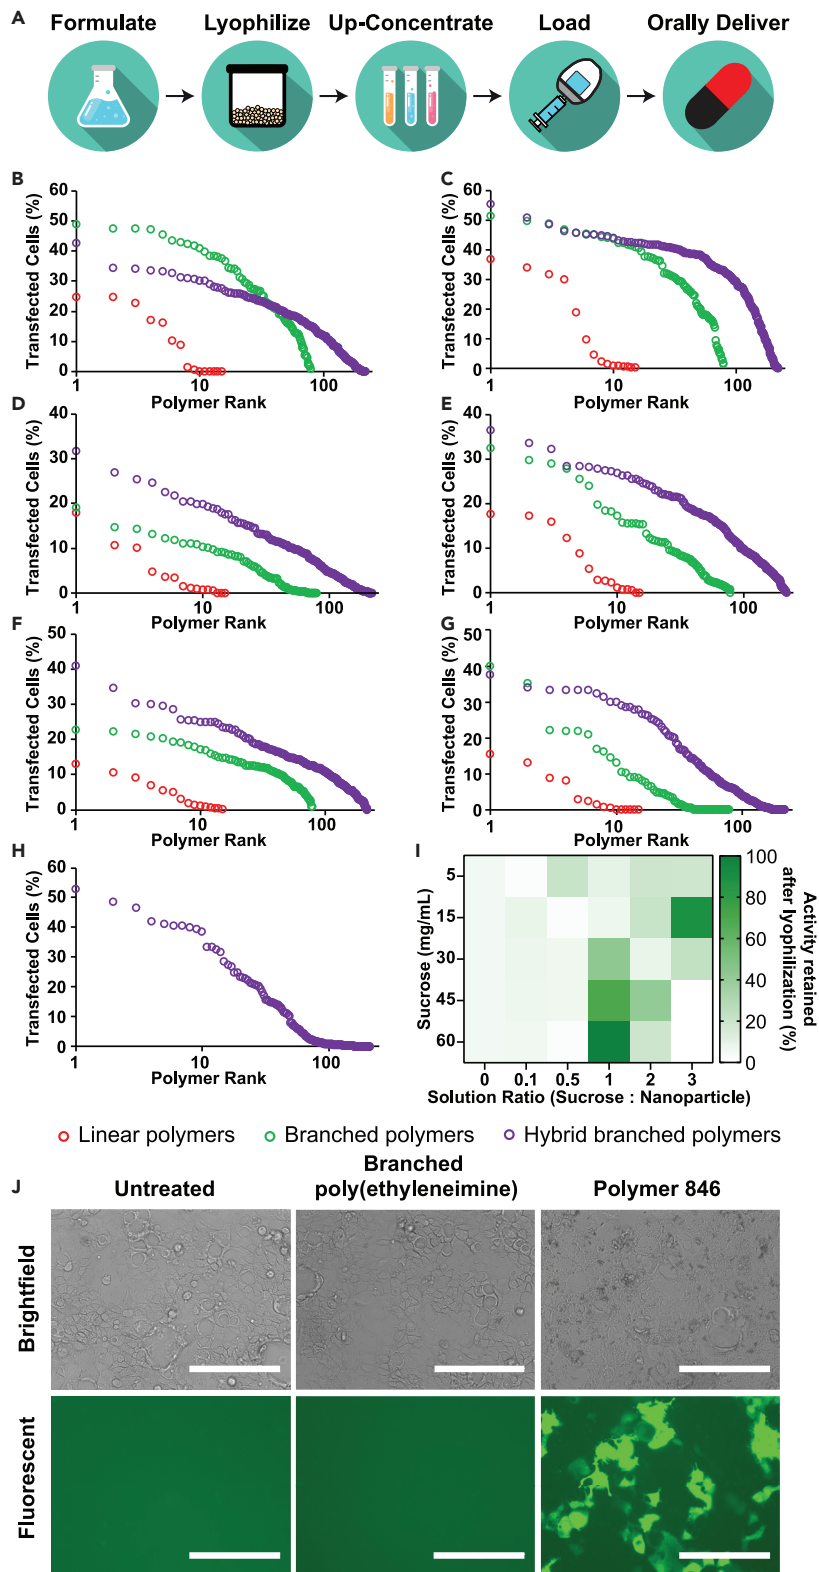 A
Formulate Lyophilize Up-Concentrate Load Orally Deliver
B
Transfected Cells (%)
60
50
40
30
20
10
0
1 10 100
Polymer Rank
C
Transfected Cells (%)
60
50
40
30
20
10
0
1 10 100
Polymer Rank
D
Transfected Cells (%)
40
30
20
10
0
1 10 100
Polymer Rank
E
Transfected Cells (%)
40
30
20
10
0
1 10 100
Polymer Rank
F
Transfected Cells (%)
50
40
30
20
10
0
1 10 100
Polymer Rank
G
Transfected Cells (%)
50
40
30
20
10
0
1 10 100
Polymer Rank
H
Transfected Cells (%)
60
50
40
30
20
10
0
1 10 100
Polymer Rank
I
Sucrose (mg/mL)
5
15
30
45
60
0 0.1 0.5 1 2 3
Solution Ratio (Sucrose : Nanoparticle)
100
80
60
40
20
0
Activity retained
after lyophilization (%)
Linear polymers Branched polymers Hybrid branched polymers
J
Untreated
Branched
poly(ethyleneimine)
Polymer 846
Brightfield
Fluorescent